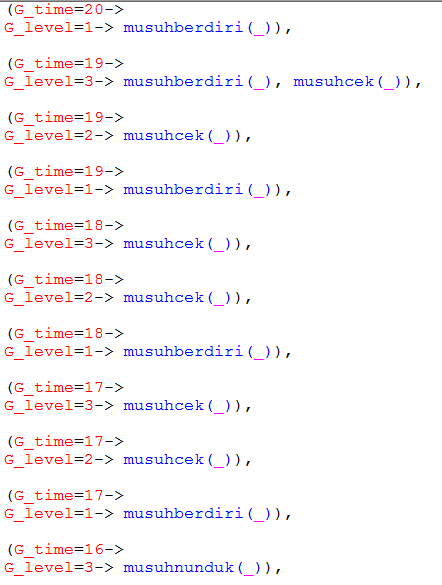 (G_time=20->
G_level=1-> musuhberdiri(_)),
(G_time=19->
G_level=3-> musuhberdiri(_), musuhcek(_)),
(G_time=19->
G_level=2-> musuhcek(_)),
(G_time=19->
G_level=1-> musuhberdiri(_)),
(G_time=18->
G_level=3-> musuhcek(_)),
(G_time=18->
G_level=2-> musuhcek(_)),
(G_time=18->
G_level=1-> musuhberdiri(_)),
(G_time=17->
G_level=3-> musuhcek(_)),
(G_time=17->
G_level=2-> musuhcek(_)),
(G_time=17->
G_level=1-> musuhberdiri(_)),
(G_time=16->
G_level=3-> musuhnunduk(_)),